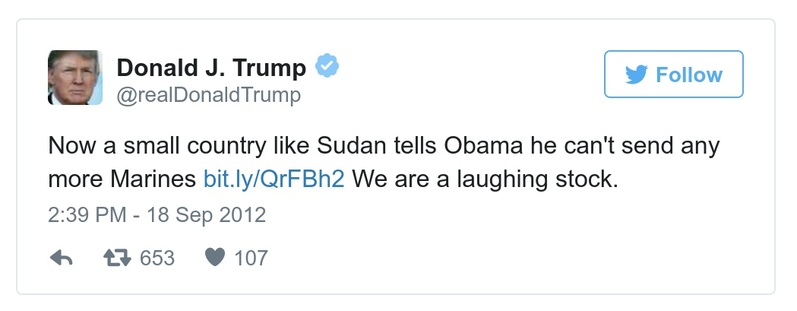 Donald J. Trump
Follow
@realDonaldTrump
Now a small country like Sudan tells Obama he can't send any
more Marines bit.ly/QrFBh2 We are a laughing stock.
2:39 PM - 18 Sep 2012
653 107